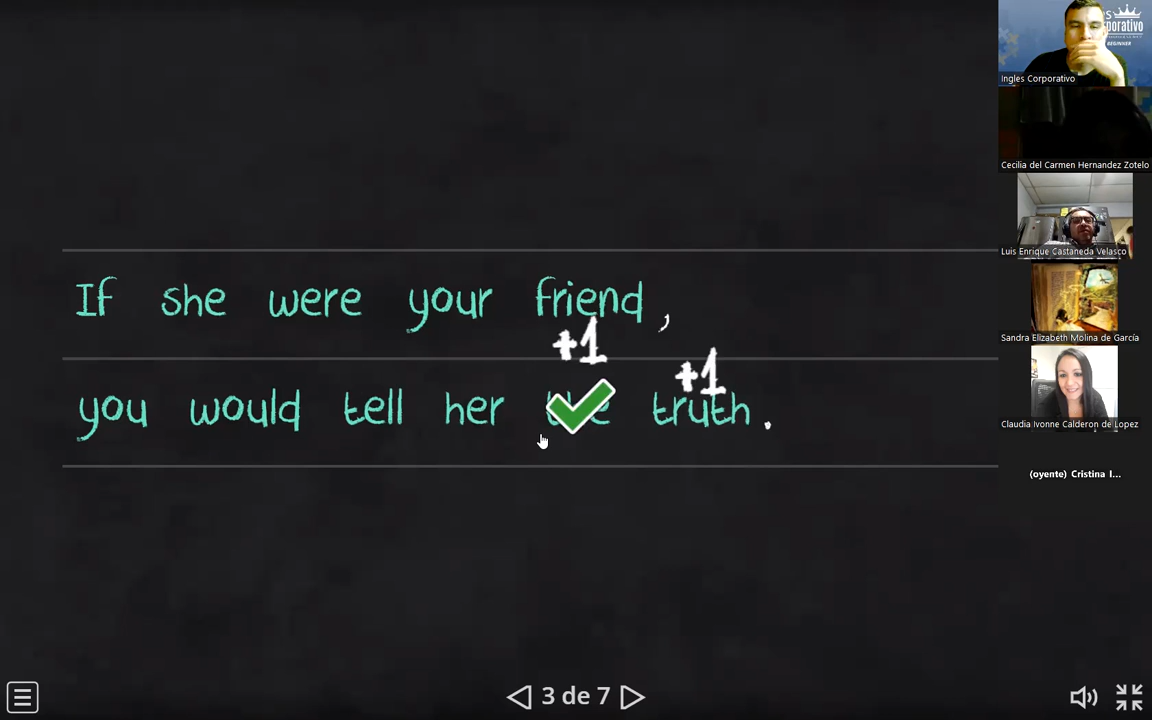 If she were your friend,
+1
+1
you would tell her truth.
3 de 7
porativo
BEGINNER
Ingles Corporativo
Cecilia del Carmen Hernandez Zotelo
Luis Enrique Castaneda Velasco
Sandra Elizabeth Molina de García
Claudia Ivonne Calderon de Lopez
(oyente) Cristina I...